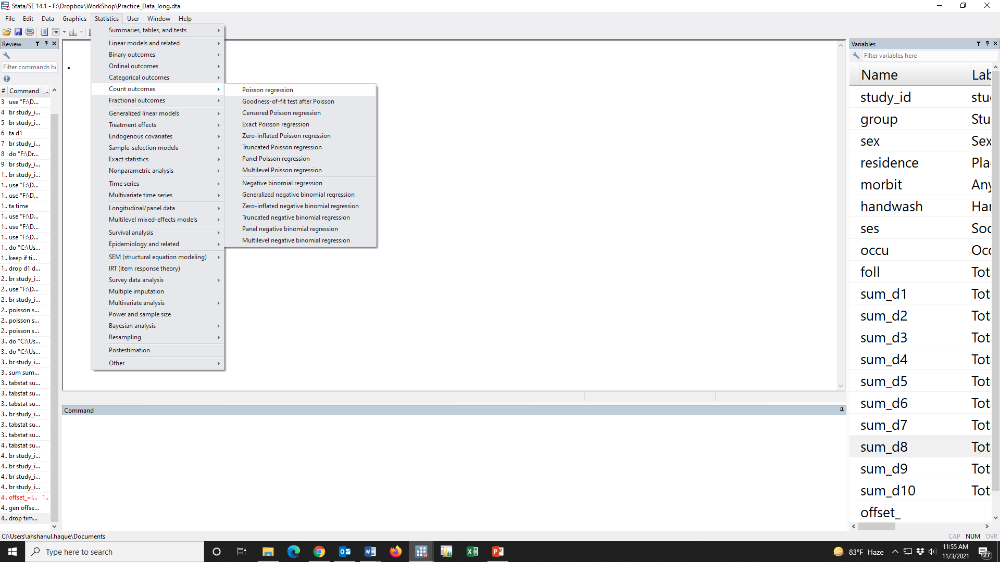 Stata/SE 14.1 - F:\Dropbox\WorkShop\Practice_Data_long.dta
File Edit Data Graphics Statistics User Window Help
Review
Filter commands he
# Command _..
3 use "F:\D...
4 br study_i...
5 br study_i...
6 ta d1
7 br study_i...
8 do "F:\Dr...
9 br study_i...
1.. br study_i...
1.. use "F:\D...
1.. use "F:\D...
1.. ta time
1.. use "F:\D...
1.. use "F:\D...
1.. use "F:\D...
1.. do "C:\Us...
1.. keep if ti...
1.. drop d1 d...
2.. br study_i...
2.. use "F:\D...
2.. br study_i...
2.. poisson s...
2.. poisson s...
2.. poisson s...
3.. do "C:\Us...
3.. do "C:\Us...
3.. br study_i...
3.. sum sum...
3.. tabstat su...
3.. tabstat su...
3.. tabstat su...
3.. br study_i...
3.. tabstat su...
3.. tabstat su...
4.. tabstat su...
4.. br study_i...
4.. br study_i...
4.. br study_i...
4.. br study_i...
4.. offset_=l... 1..
4.. gen offse...
4.. drop tim...
Summaries, tables, and tests
Linear models and related
Binary outcomes
Ordinal outcomes
Categorical outcomes
Count outcomes
Fractional outcomes
Generalized linear models
Treatment effects
Endogenous covariates
Sample-selection models
Exact statistics
Nonparametric analysis
Time series
Multivariate time series
Longitudinal/panel data
Multilevel mixed-effects models
Survival analysis
Epidemiology and related
SEM (structural equation modeling)
IRT (item response theory)
Survey data analysis
Multiple imputation
Multivariate analysis
Power and sample size
Bayesian analysis
Resampling
Postestimation
Other
Poisson regression
Goodness-of-fit test after Poisson
Censored Poisson regression
Exact Poisson regression
Zero-inflated Poisson regression
Truncated Poisson regression
Panel Poisson regression
Multilevel Poisson regression
Negative binomial regression
Generalized negative binomial regression
Zero-inflated negative binomial regression
Truncated negative binomial regression
Panel negative binomial regression
Multilevel negative binomial regression
Command
Variables
Filter variables here
Name Lab
study_id stu
group Stu
sex Sex
residence Pla
morbit Any
handwash Har
ses Soc
occu Occ
foll Tot
sum_d1 Tot
sum_d2 Tot
sum_d3 Tot
sum_d4 Tot
sum_d5 Tot
sum_d6 Tot
sum_d7 Tot
sum_d8 Tot
sum_d9 Tot
sum_d10 Tot
offset_
C:\Users\ahshanul.haque\Documents
CAP NUM OVR
Type here to search
14
83°F Haze
11:55 AM
11/3/2021
27